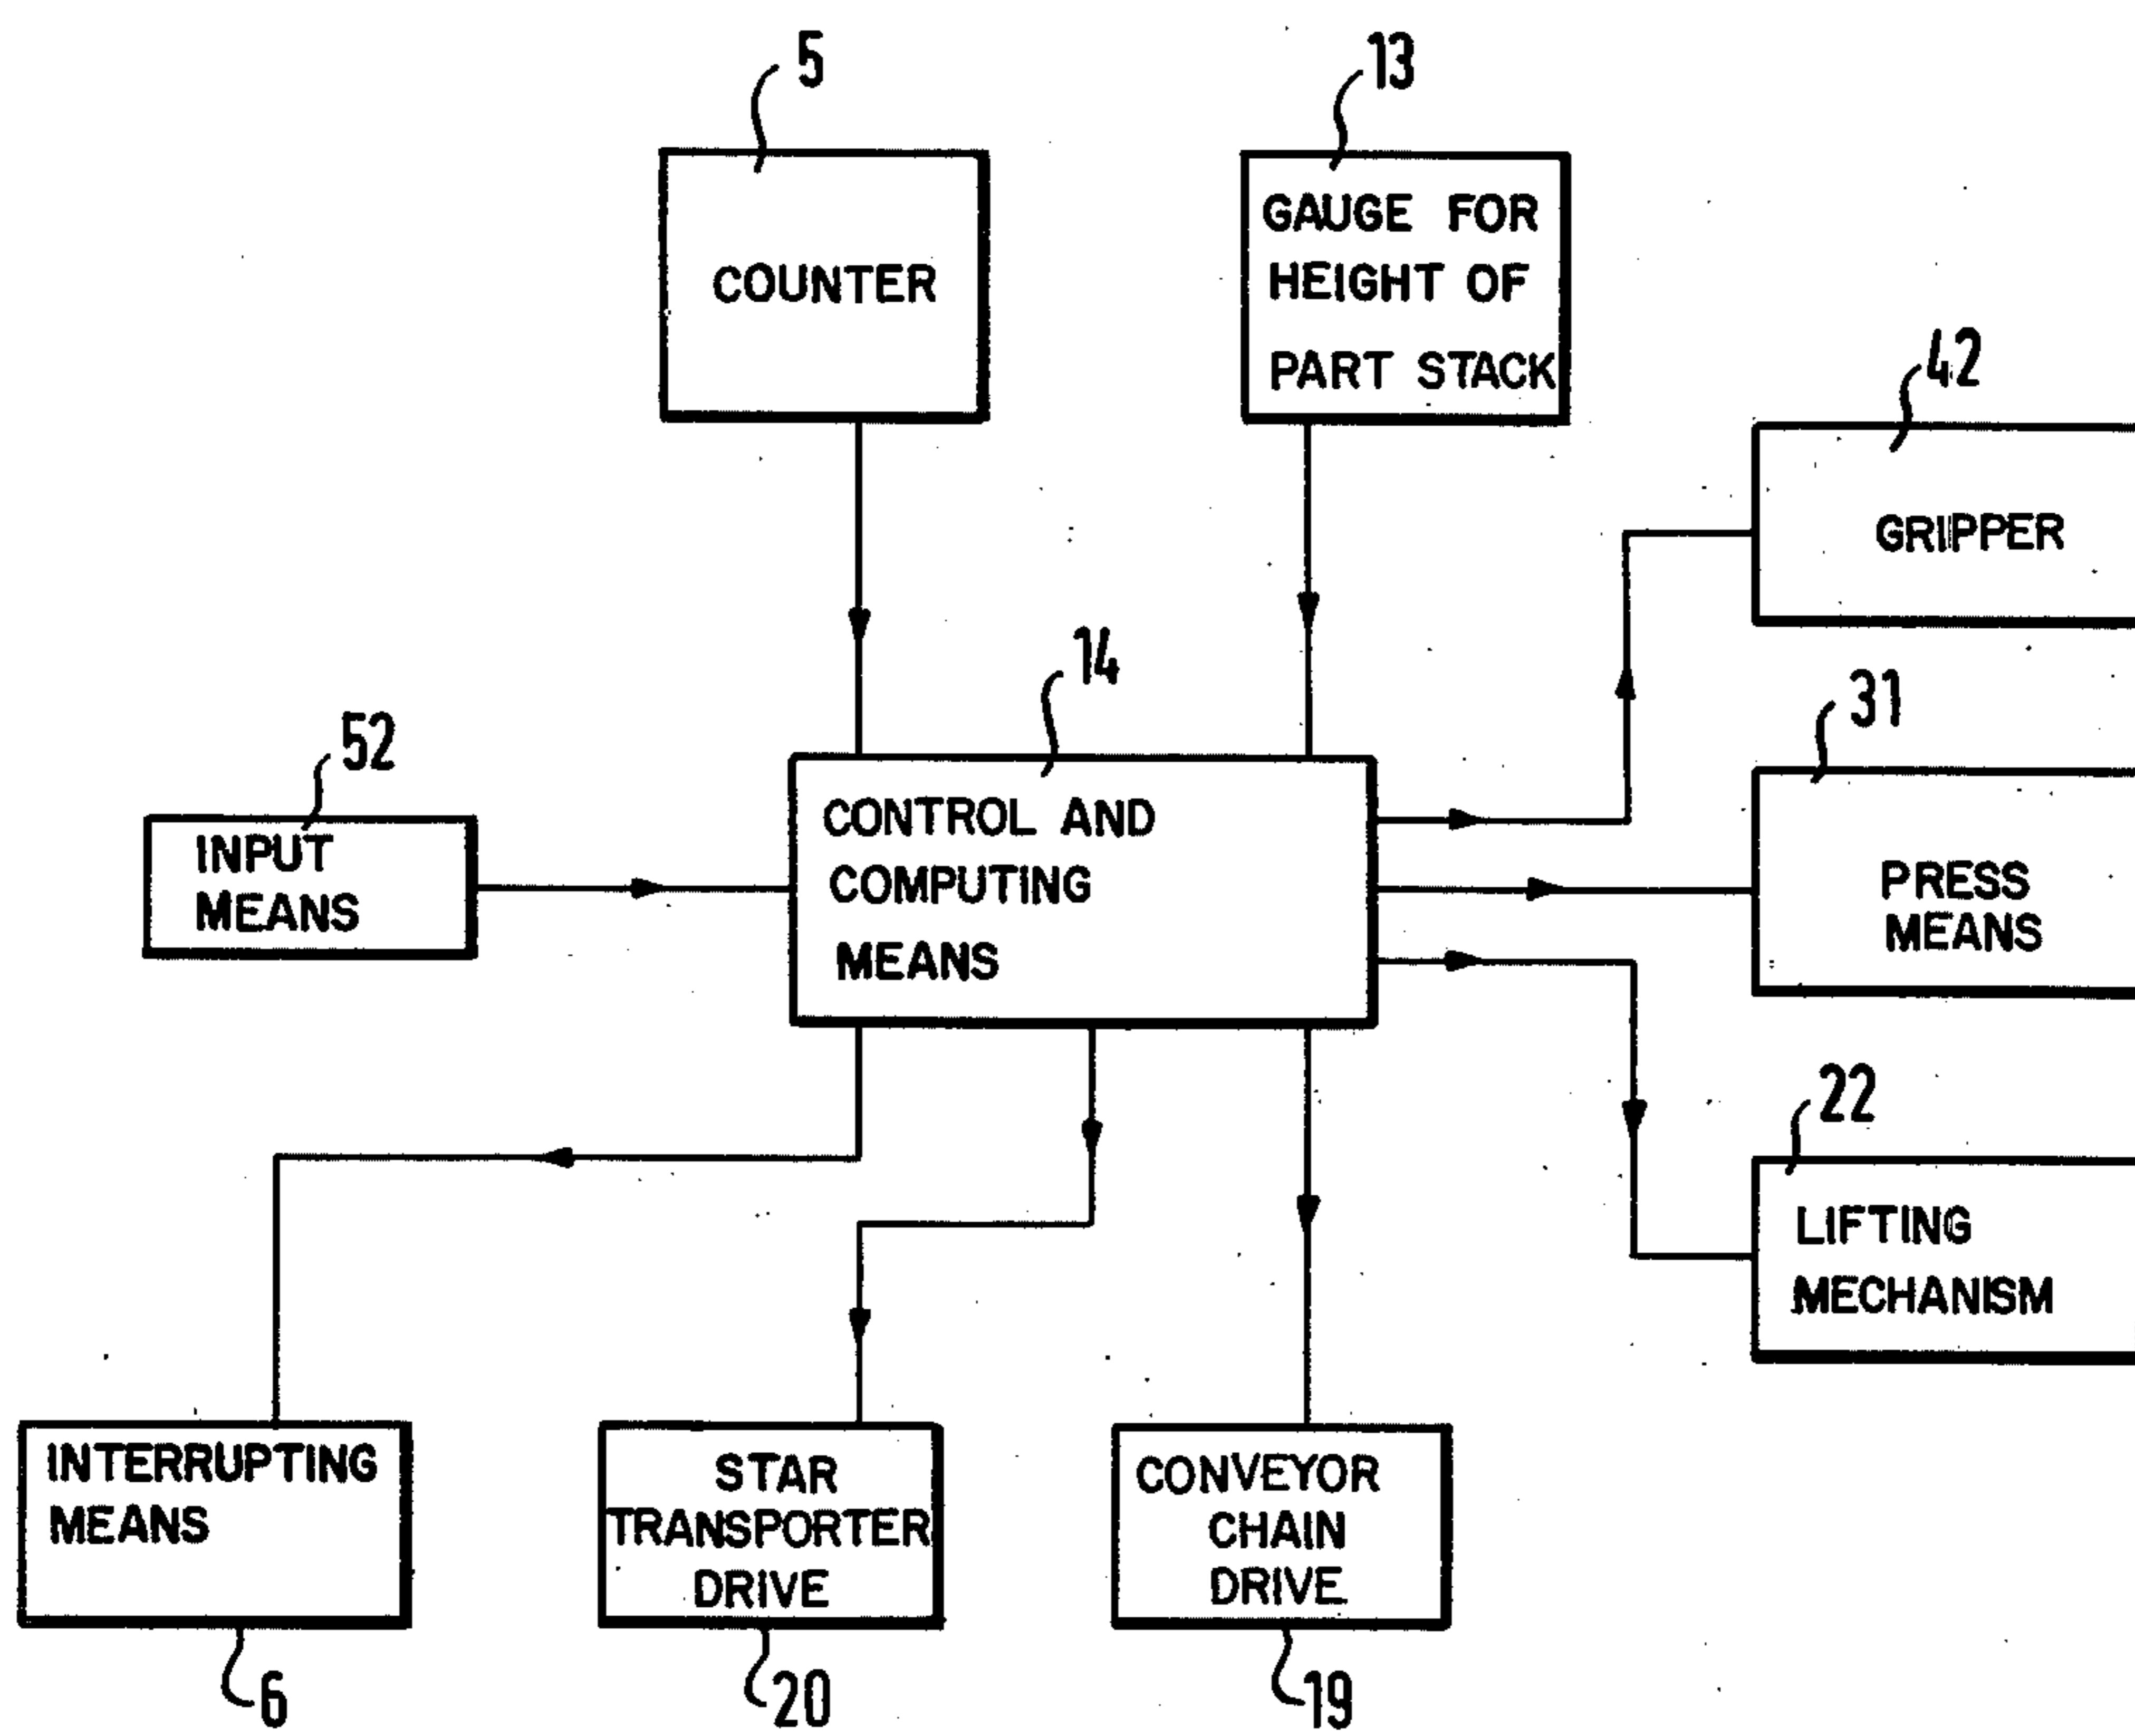 5
13
COUNTER
GAUGE FOR
HEIGHT OF
PART STACK
42
GRIPPER
14
31
52
INPUT
MEANS
CONTROL AND
COMPUTING
MEANS
PRESS
MEANS
22
LIFTING
MECHANISM
INTERRUPTING
MEANS
STAR
TRANSPORTER
DRIVE
CONVEYOR
CHAIN
DRIVE
6
20
19